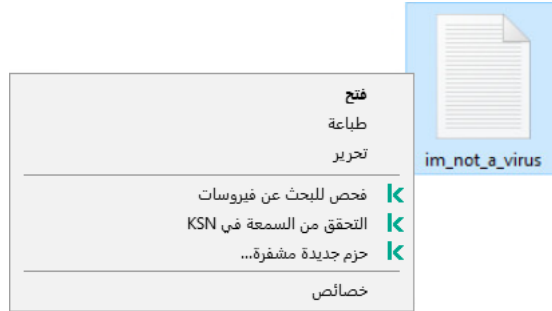 im_not_a_virus
فتح
طباعة
تحرير
فحص للبحث عن فيروسات
التحقق من السمعة في KSN
حزم جديدة مشفرة...
خصائص